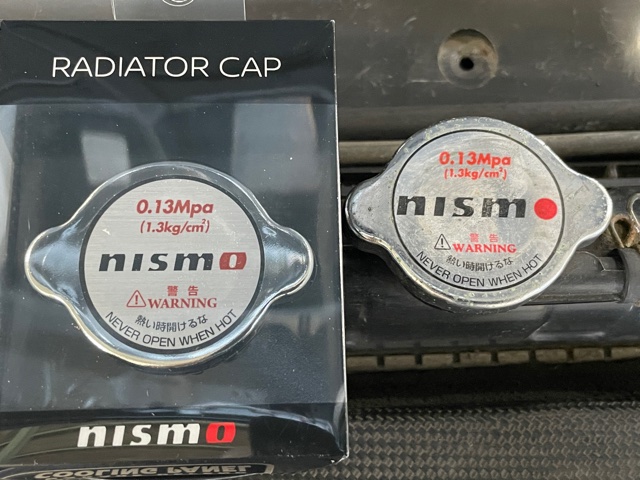 RADIATOR CAP
0.13Mpa
(1.3kg/cm²)
nismo
警告
⚠WARNING
熱い時開けるな
NEVER OPEN WHEN HOT
nismo
COOLING PANEL
0.13Mpa
(1.3kg/cm²)
nismo
警告
⚠WARNING
熱い時開けるな
NEVER OPEN WHEN HOT